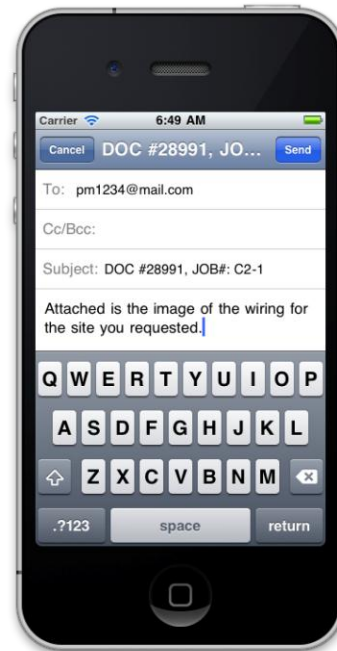 Carrier 6:49 AM
Cancel DOC #28991, JO... Send
To: pm1234@mail.com
Cc/Bcc:
Subject: DOC #28991, JOB#: C2-1
Attached is the image of the wiring for
the site you requested.
Q W E R T Y U I O P
A S D F G H J K L
Z X C V B N M
.?123 space return